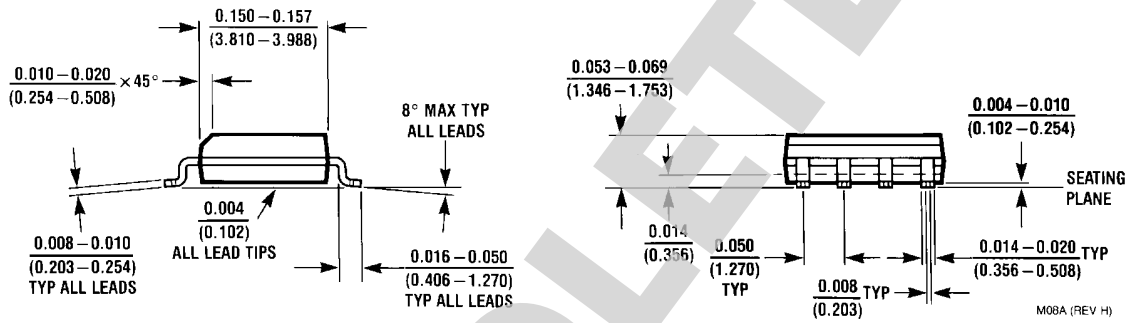 0.150–0.157
(3.810–3.988)
0.010–0.020
(0.254–0.508)
×45°
8° MAX TYP
ALL LEADS
0.004
(0.102)
ALL LEAD TIPS
0.008–0.010
(0.203–0.254)
TYP ALL LEADS
0.016–0.050
(0.406–1.270)
TYP ALL LEADS
0.053–0.069
(1.346–1.753)
0.004–0.010
(0.102–0.254)
SEATING
PLANE
0.014
(0.356)
0.050
(1.270)
TYP
0.014–0.020
(0.356–0.508)
TYP
0.008
(0.203)
TYP
M08A (REV H)